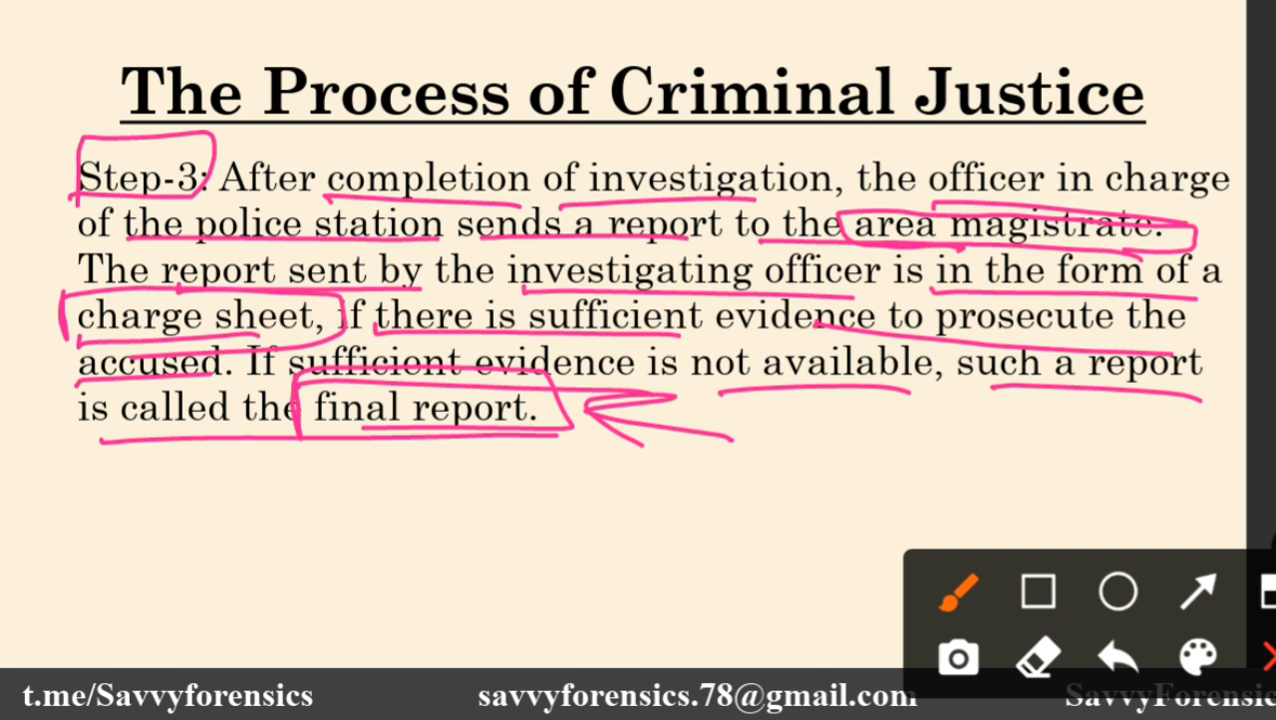 The Process of Criminal Justice
Step-3: After completion of investigation, the officer in charge
of the police station sends a report to the area magistrate.
The report sent by the investigating officer is in the form of a
charge sheet, if there is sufficient evidence to prosecute the
accused. If sufficient evidence is not available, such a report
is called the final report.
t.me/Savvyforensics
savvyforensics.78@gmail.com